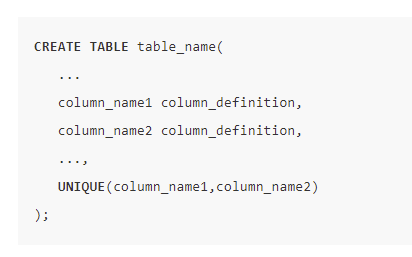 CREATE TABLE table_name(
...
column_name1 column_definition,
column_name2 column_definition,
...,
UNIQUE(column_name1,column_name2)
);